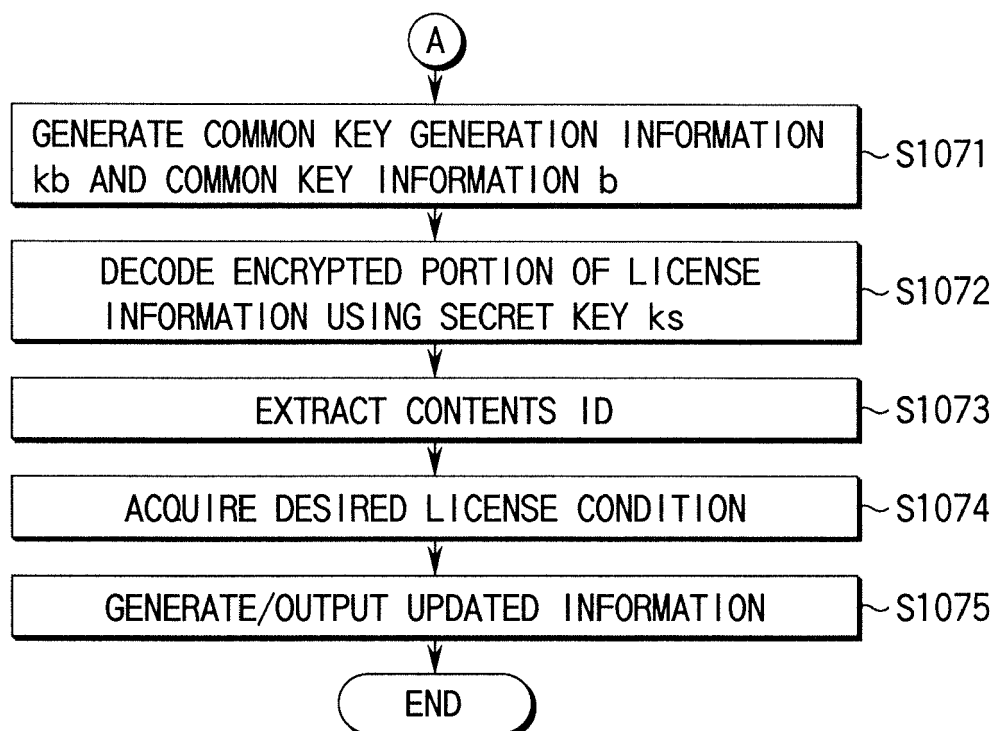 A
GENERATE COMMON KEY GENERATION INFORMATION
kb AND COMMON KEY INFORMATION b
S1071
DECODE ENCRYPTED PORTION OF LICENSE
INFORMATION USING SECRET KEY ks
S1072
EXTRACT CONTENTS ID
S1073
ACQUIRE DESIRED LICENSE CONDITION
S1074
GENERATE/OUTPUT UPDATED INFORMATION
S1075
END